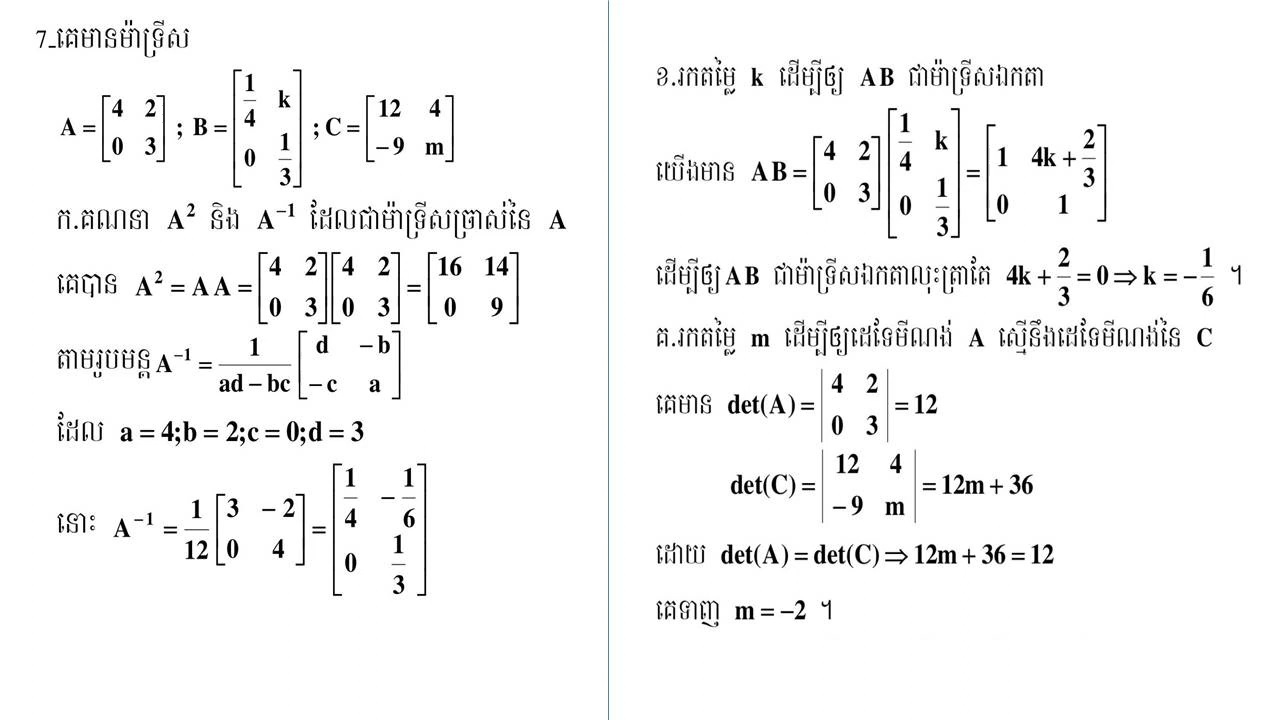 7_គេមានម៉ាទ្រីស
A = [4 2; 0 3] ; B = [1/4 k; 0 1/3] ; C = [12 4; −9 m]
ក.គណនា A² និង A⁻¹ ដែលជាម៉ាទ្រីសច្រាស់នៃ A
គេបាន A² = A A = [4 2; 0 3][4 2; 0 3] = [16 14; 0 9]
តាមរូបមន្ត A⁻¹ = 1/(ad − bc) [d −b; −c a]
ដែល a = 4;b = 2;c = 0;d = 3
នោះ A⁻¹ = 1/12 [3 −2; 0 4] = [1/4 −1/6; 0 1/3]
ខ.រកតម្លៃ k ដើម្បីឲ្យ AB ជាម៉ាទ្រីសឯកតា
យើងមាន AB = [4 2; 0 3][1/4 k; 0 1/3] = [1 4k + 2/3; 0 1]
ដើម្បីឲ្យ AB ជាម៉ាទ្រីសឯកតាលុះត្រាតែ 4k + 2/3 = 0 ⇒ k = −1/6 ។
គ.រកតម្លៃ m ដើម្បីឲ្យដេទែមីណង់ A ស្មើនឹងដេទែមីណង់នៃ C
គេមាន det(A) = |4 2; 0 3| = 12
det(C) = |12 4; −9 m| = 12m + 36
ដោយ det(A) = det(C) ⇒ 12m + 36 = 12
គេទាញ m = −2 ។